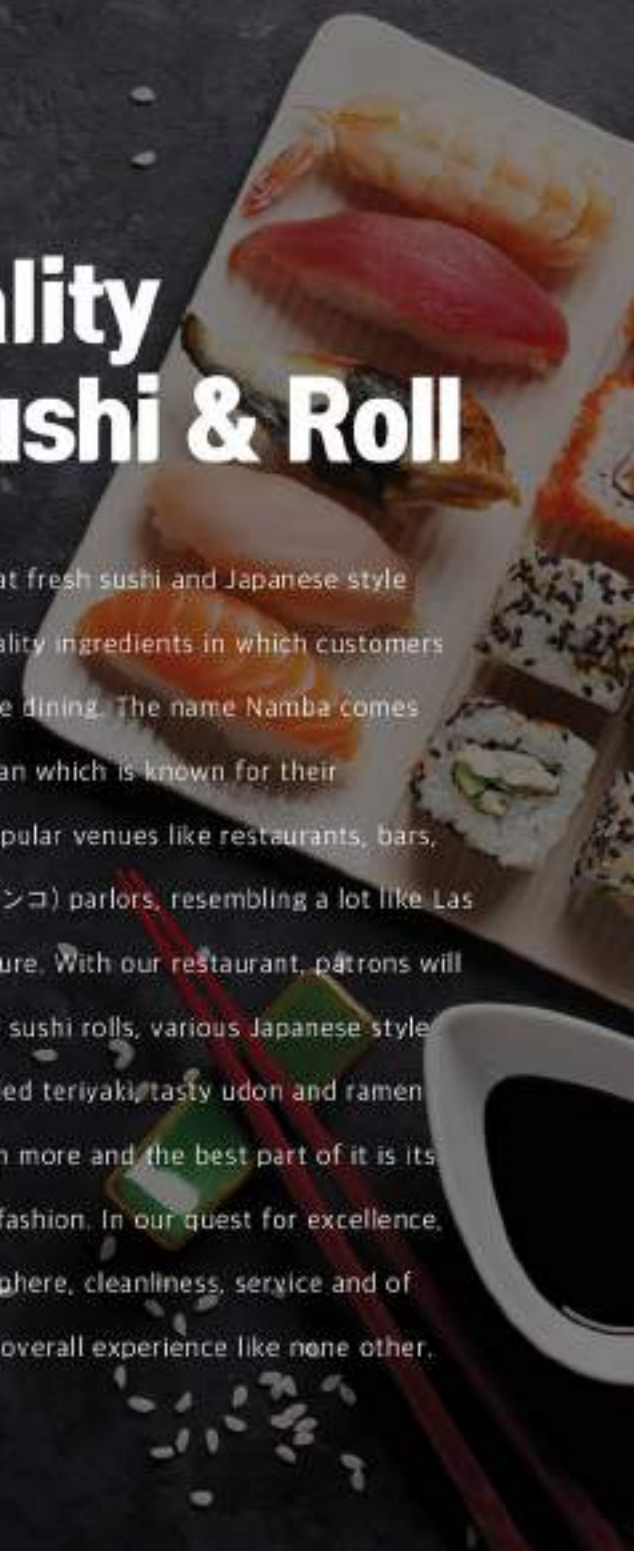 ality
ushi & Roll
at fresh sushi and Japanese style
ality ingredients in which customers
e dining. The name Namba comes
an which is known for their
pular venues like restaurants, bars,
ンコ) parlors, resembling a lot like Las
ure. With our restaurant, patrons will
sushi rolls, various Japanese style
ied teriyaki, tasty udon and ramen
h more and the best part of it is its
fashion. In our quest for excellence,
phere, cleanliness, service and of
overall experience like none other.